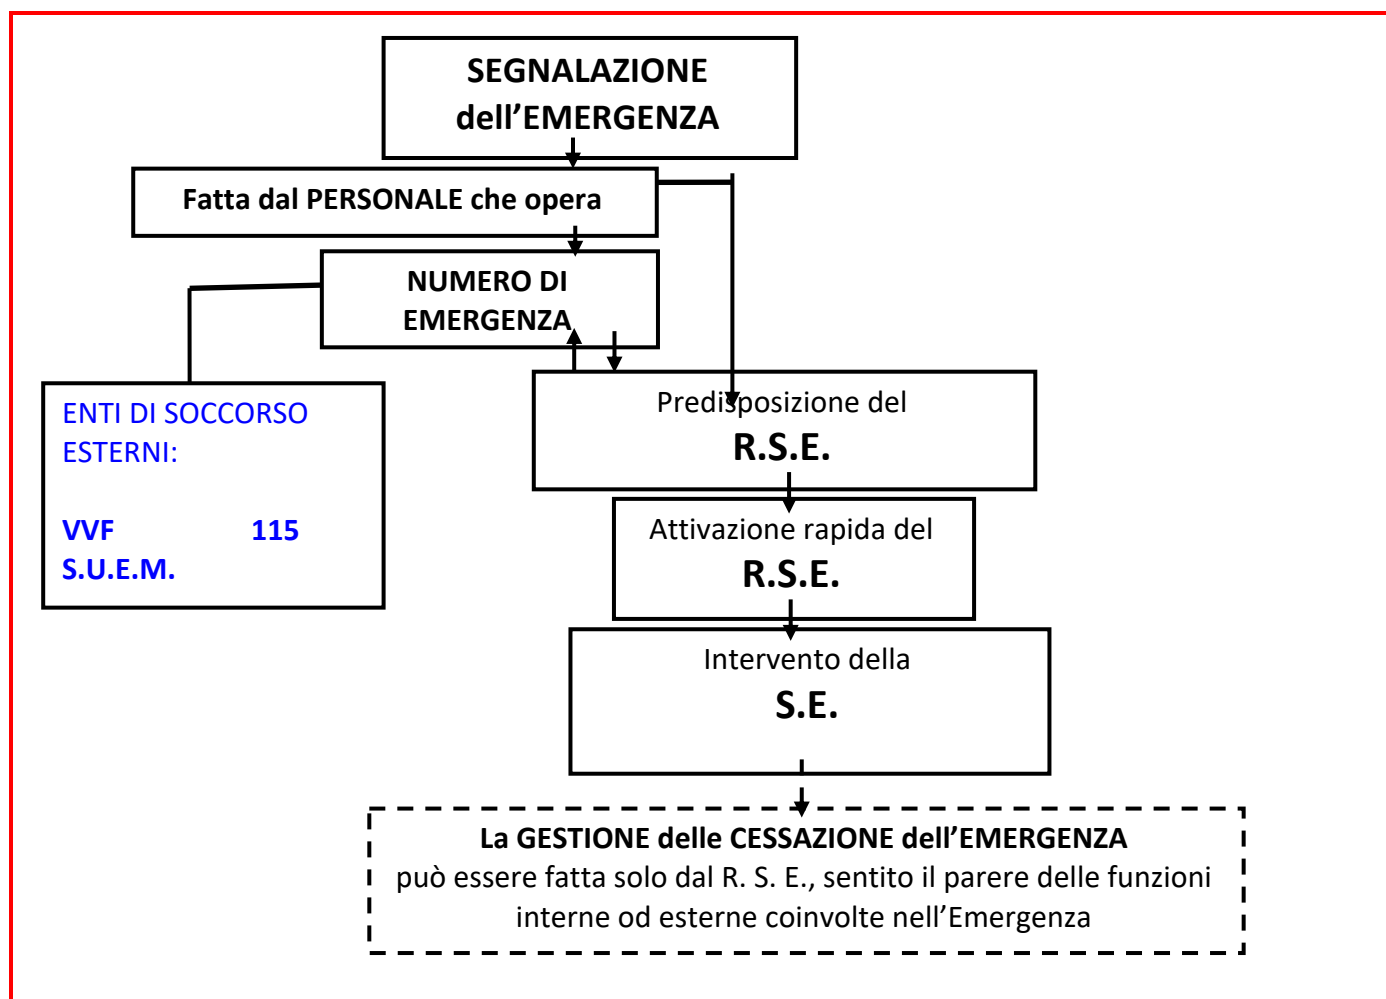 SEGNALAZIONE
dell’EMERGENZA
Fatta dal PERSONALE che opera
NUMERO DI
EMERGENZA
ENTI DI SOCCORSO
ESTERNI:
VVF 115
S.U.E.M.
Predisposizione del
R.S.E.
Attivazione rapida del
R.S.E.
Intervento della
S.E.
La GESTIONE delle CESSAZIONE dell’EMERGENZA
può essere fatta solo dal R. S. E., sentito il parere delle funzioni
interne od esterne coinvolte nell’Emergenza